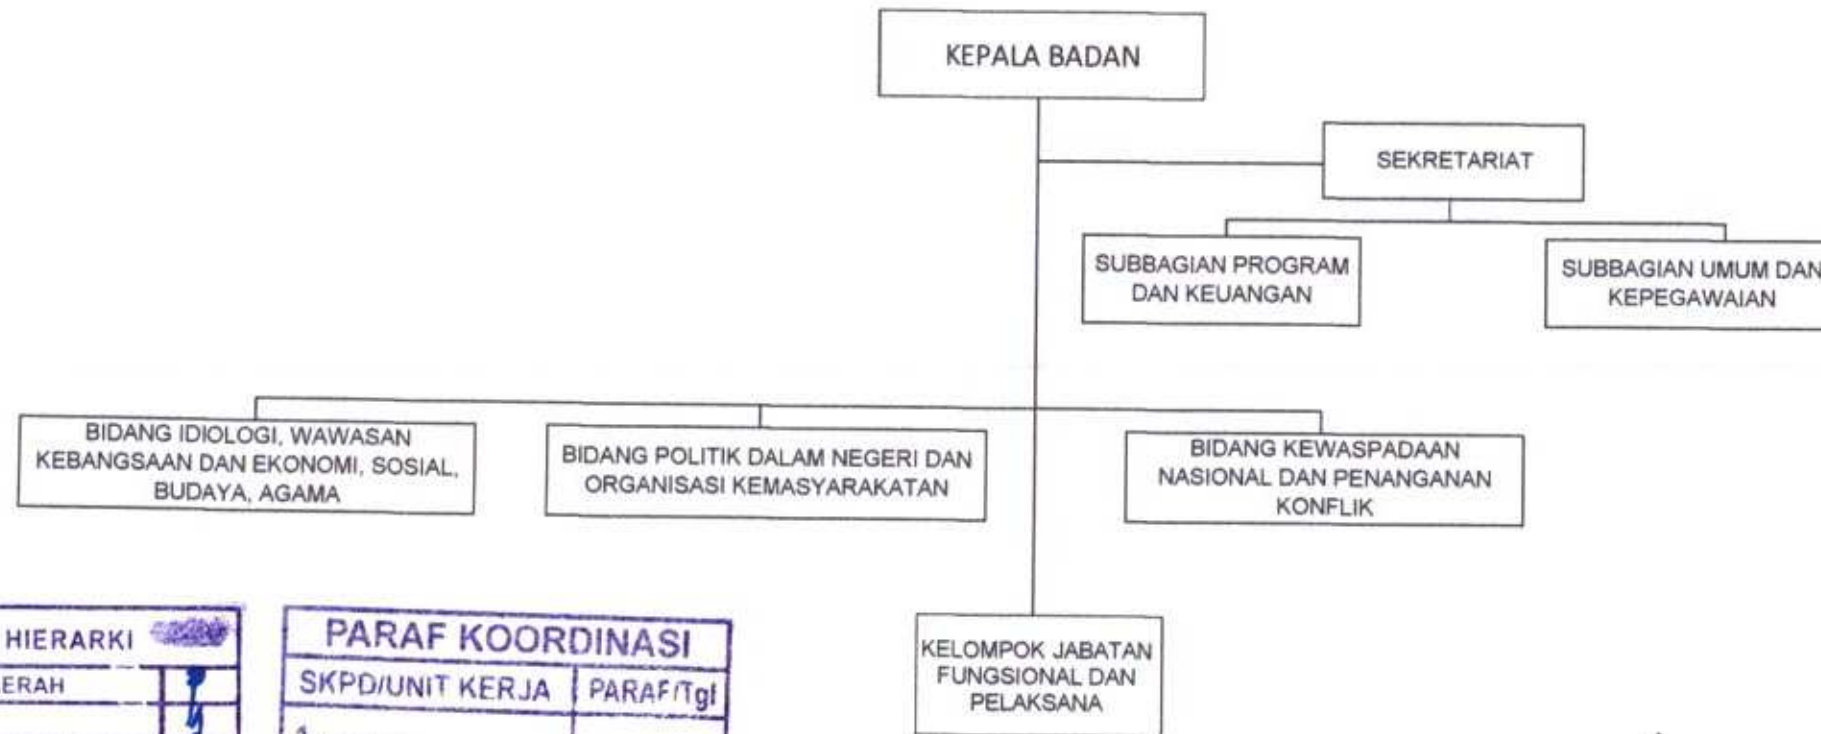 KEPALA BADAN
SEKRETARIAT
SUBBAGIAN PROGRAM
DAN KEUANGAN
SUBBAGIAN UMUM DAN
KEPEGAWAIAN
BIDANG IDIOLOGI, WAWASAN
KEBANGSAAN DAN EKONOMI, SOSIAL,
BUDAYA, AGAMA
BIDANG POLITIK DALAM NEGERI DAN
ORGANISASI KEMASYARAKATAN
BIDANG KEWASPADAAN
NASIONAL DAN PENANGANAN
KONFLIK
KELOMPOK JABATAN
FUNGSIONAL DAN
PELAKSANA
HIERARKI
ERAH
PARAF KOORDINASI
SKPD/UNIT KERJA
PARAF/Tgl